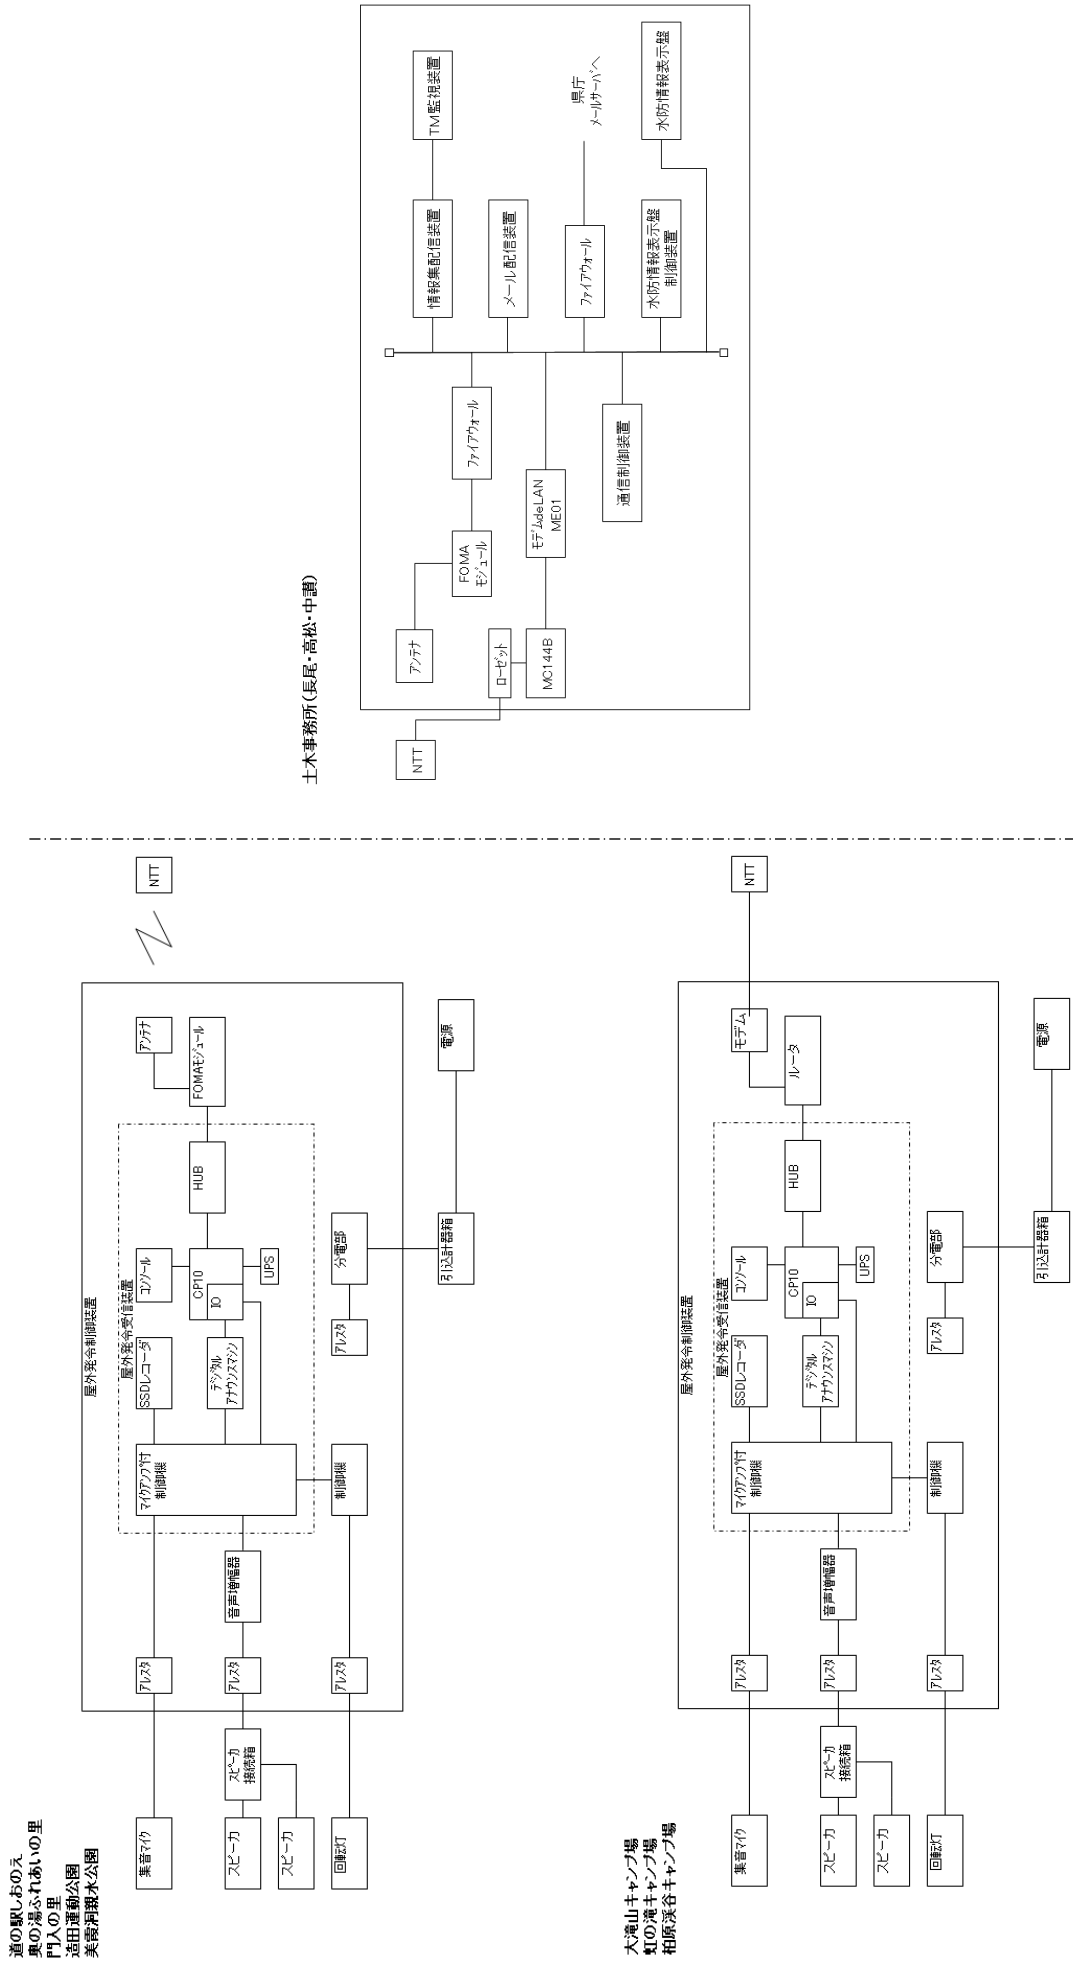 道の駅しおのえ
奥の湯ふれあいの里
門入の里
造田運動公園
美霞洞親水公園
集音マイク
スピーカ
スピーカ
回転灯
スピーカ
接続箱
アレスタ
アレスタ
アレスタ
音声増幅器
マイクアンプ付
制御機
制御機
屋外発令制御装置
屋外発令受信装置
SSDレコーダ
デジタル
アナウンスマシン
アレスタ
コンソール
CP10
IO
UPS
分電部
引込計器箱
HUB
アンテナ
FOMAモジュール
電源
NTT
大滝山キャンプ場
虹の滝キャンプ場
柏原渓谷キャンプ場
集音マイク
スピーカ
スピーカ
回転灯
スピーカ
接続箱
アレスタ
アレスタ
アレスタ
音声増幅器
マイクアンプ付
制御機
制御機
屋外発令制御装置
屋外発令受信装置
SSDレコーダ
デジタル
アナウンスマシン
アレスタ
コンソール
CP10
IO
UPS
分電部
引込計器箱
HUB
モデム
ルータ
電源
NTT
土木事務所(長尾・高松・中讃)
NTT
アンテナ
ローゼット
MC144B
FOMA
モジュール
モデムdeLAN
ME01
ファイアウォール
通信制御装置
情報集配信装置
メール配信装置
ファイアウォール
水防情報表示盤
制御装置
TM監視装置
県庁
メールサーバへ
水防情報表示盤